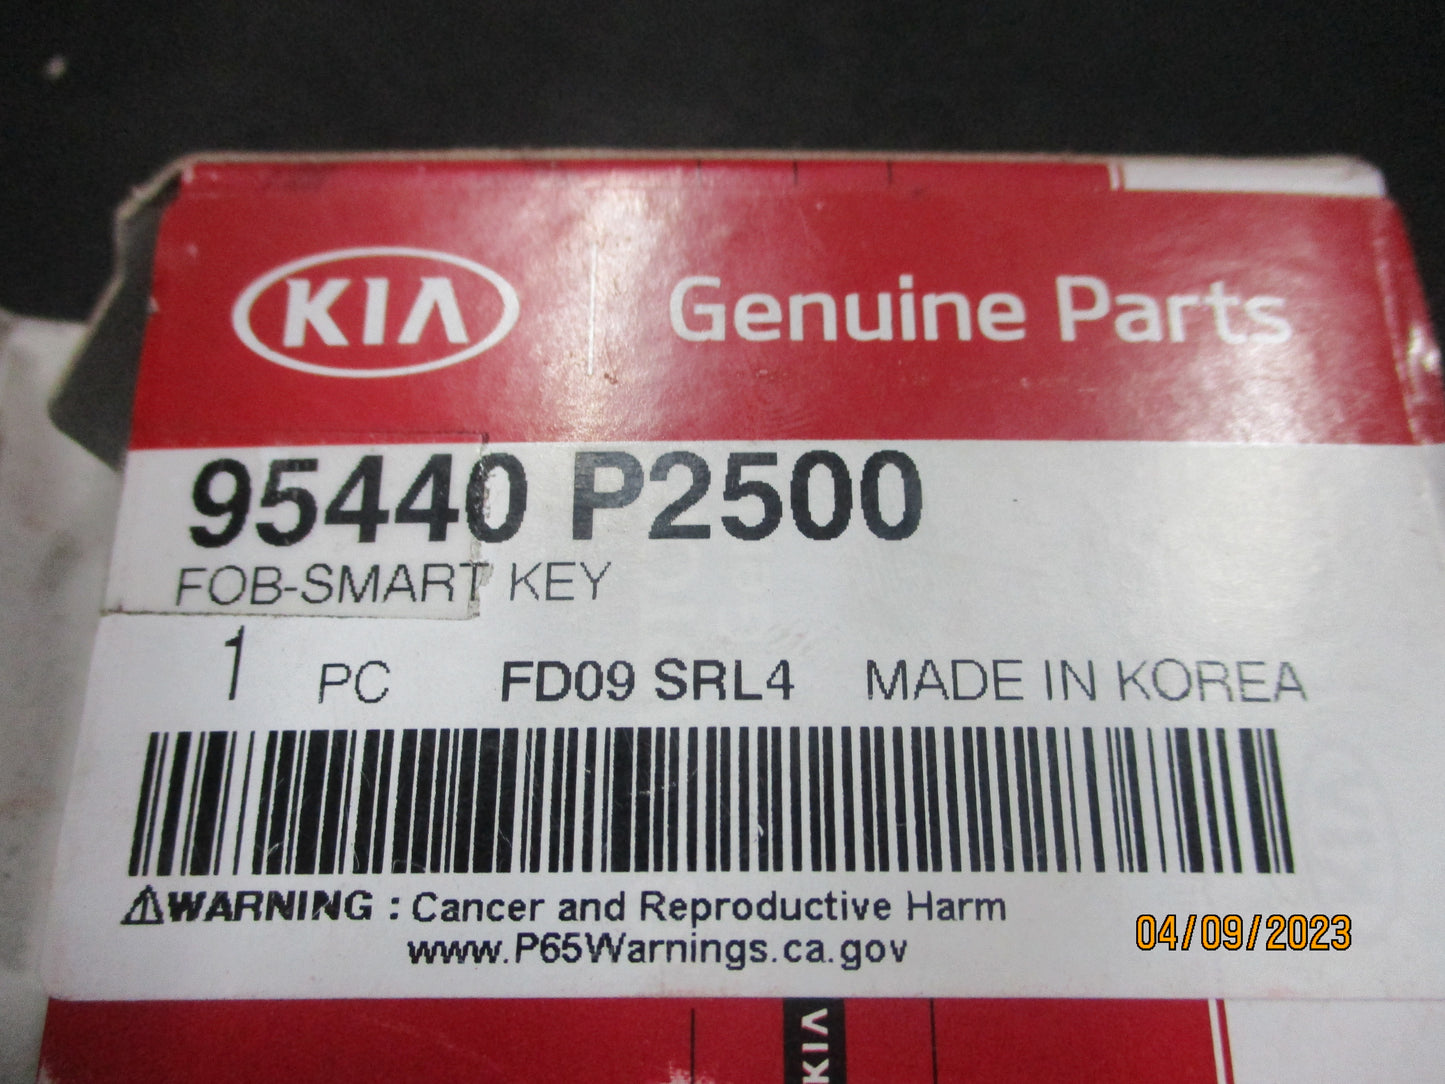 KIA Genuine Parts
95440 P2500
FOB-SMART KEY
1 PC FD09 SRL4 MADE IN KOREA
⚠WARNING : Cancer and Reproductive Harm
www.P65Warnings.ca.gov
04/09/2023
KIA